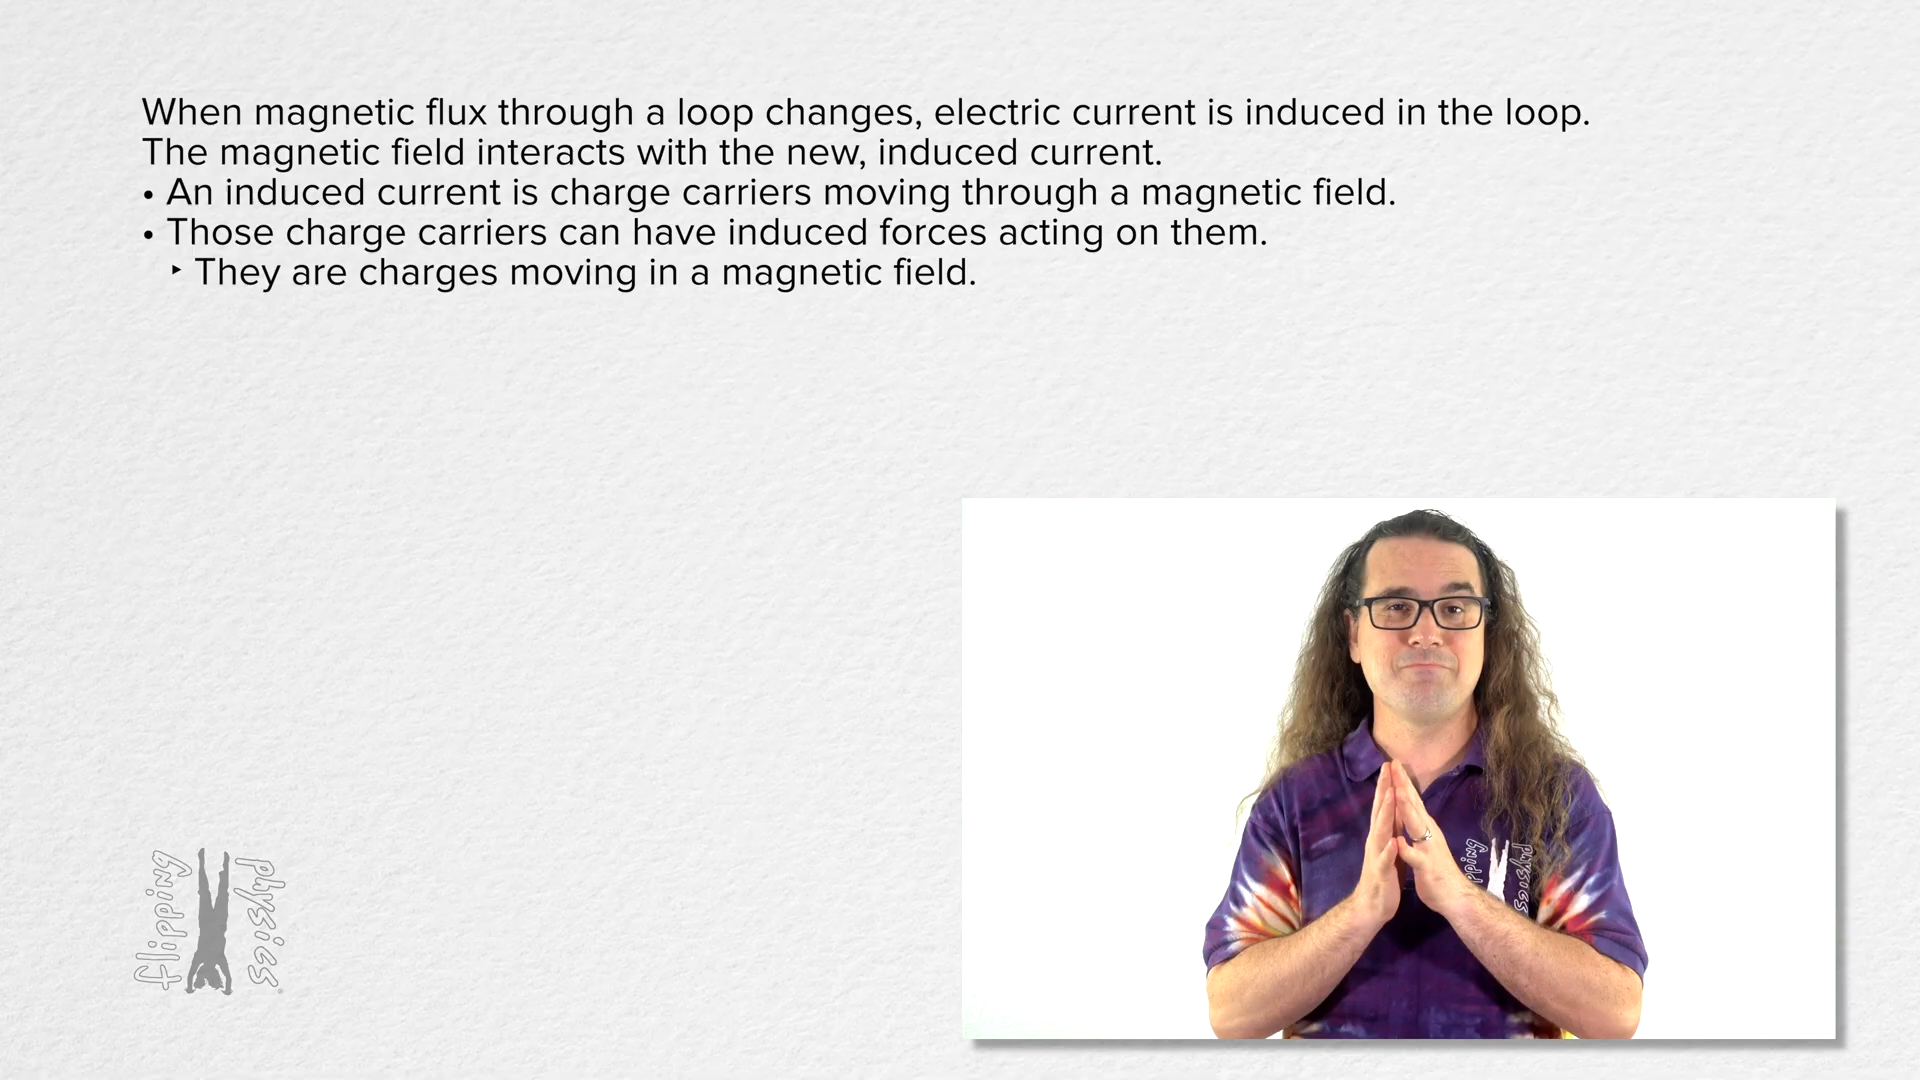 When magnetic flux through a loop changes, electric current is induced in the loop.
The magnetic field interacts with the new, induced current.
• An induced current is charge carriers moving through a magnetic field.
• Those charge carriers can have induced forces acting on them.
‣ They are charges moving in a magnetic field.
flipping
physics
pping
physics